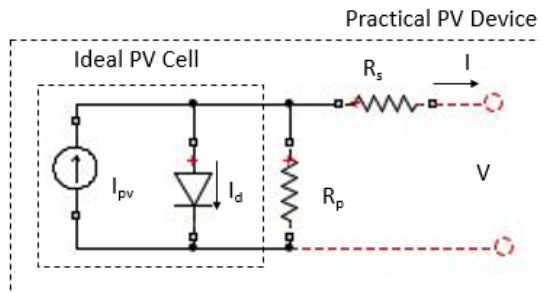 Practical PV Device
Ideal PV Cell
Rs
I
Ipv
Id
Rp
V